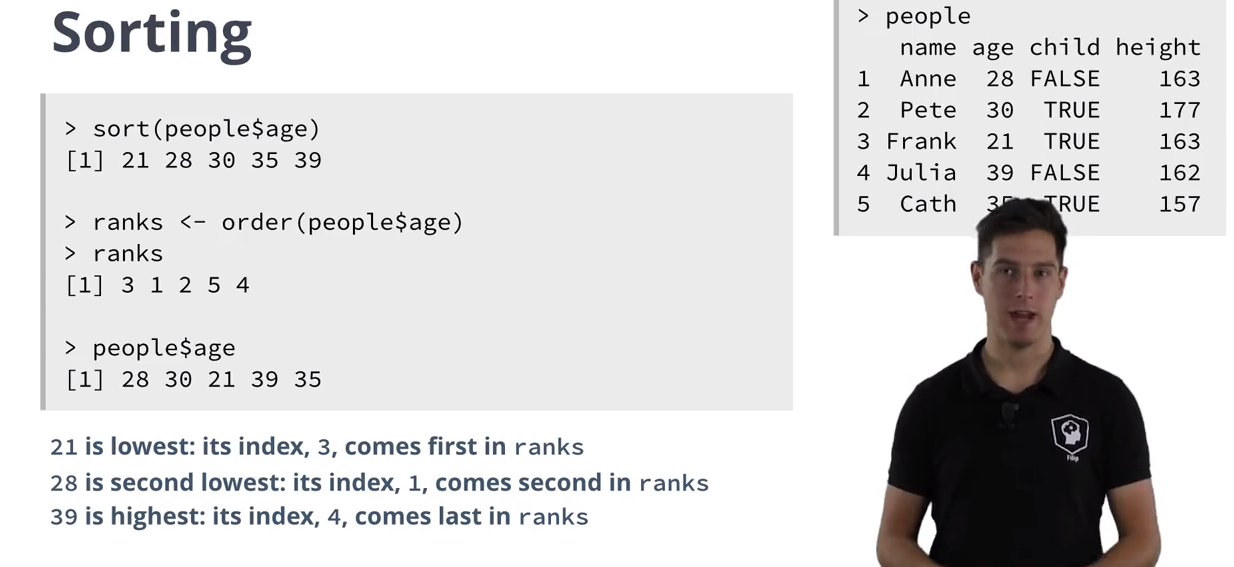 Sorting
> sort(people$age)
[1] 21 28 30 35 39
> ranks <- order(people$age)
> ranks
[1] 3 1 2 5 4
> people$age
[1] 28 30 21 39 35
21 is lowest: its index, 3, comes first in ranks
28 is second lowest: its index, 1, comes second in ranks
39 is highest: its index, 4, comes last in ranks
> people
name age child height
1 Anne 28 FALSE 163
2 Pete 30 TRUE 177
3 Frank 21 TRUE 163
4 Julia 39 FALSE 162
5 Cath 35 TRUE 157
Filip